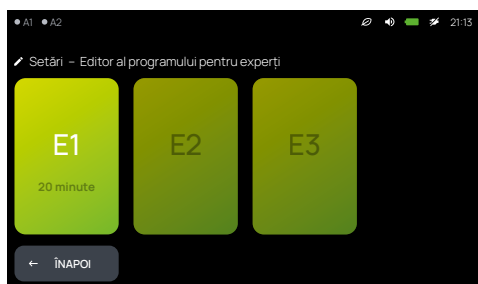 A1 A2 21:13
Setări – Editor al programului pentru experți
E1 E2 E3
20 minute
← ÎNAPOI